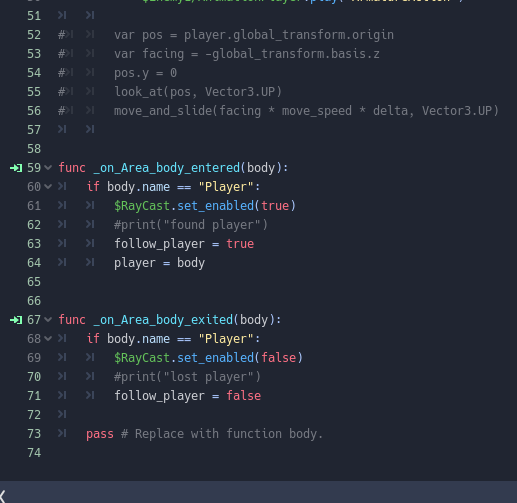 51
52 # var pos = player.global_transform.origin
53 # var facing = -global_transform.basis.z
54 # pos.y = 0
55 # look_at(pos, Vector3.UP)
56 # move_and_slide(facing * move_speed * delta, Vector3.UP)
57
58
59 func _on_Area_body_entered(body):
60 if body.name == "Player":
61 $RayCast.set_enabled(true)
62 #print("found player")
63 follow_player = true
64 player = body
65
66
67 func _on_Area_body_exited(body):
68 if body.name == "Player":
69 $RayCast.set_enabled(false)
70 #print("lost player")
71 follow_player = false
72
73 pass # Replace with function body.
74